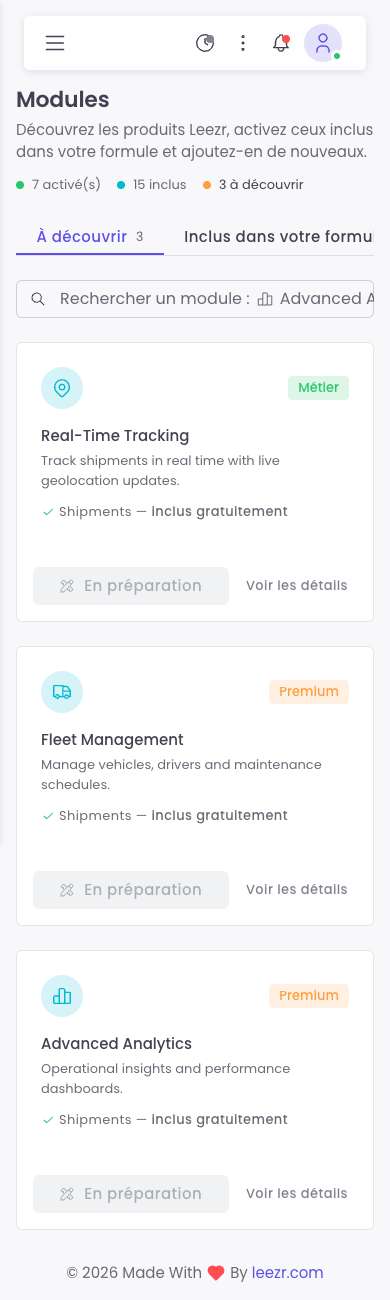 Modules
Découvrez les produits Leezr, activez ceux inclus
dans votre formule et ajoutez-en de nouveaux.
7 activé(s) 15 inclus 3 à découvrir
À découvrir 3 Inclus dans votre formu
Rechercher un module : Advanced A
Métier
Real-Time Tracking
Track shipments in real time with live
geolocation updates.
Shipments — inclus gratuitement
En préparation Voir les détails
Premium
Fleet Management
Manage vehicles, drivers and maintenance
schedules.
Shipments — inclus gratuitement
En préparation Voir les détails
Premium
Advanced Analytics
Operational insights and performance
dashboards.
Shipments — inclus gratuitement
En préparation Voir les détails
© 2026 Made With By leezr.com